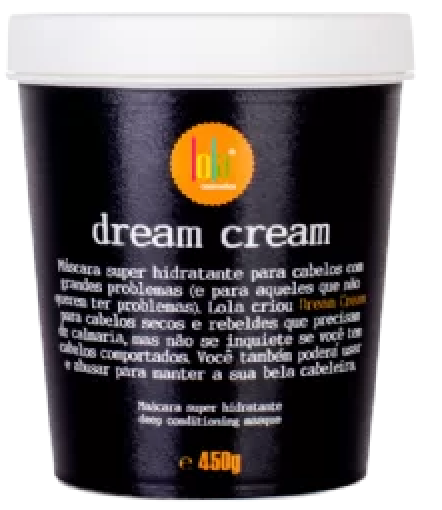 lola
cosmetics
dream cream
Máscara super hidratante para cabelos com
grandes problemas (e para aqueles que não
querem ter problemas). Lola criou Dream Cream
para cabelos secos e rebeldes que precisam
de calmaria, mas não se inquiete se você tem
cabelos comportados. Você também poderá usar
e abusar para manter a sua bela cabeleira.
Máscara super hidratante
deep conditioning masque
e 450g